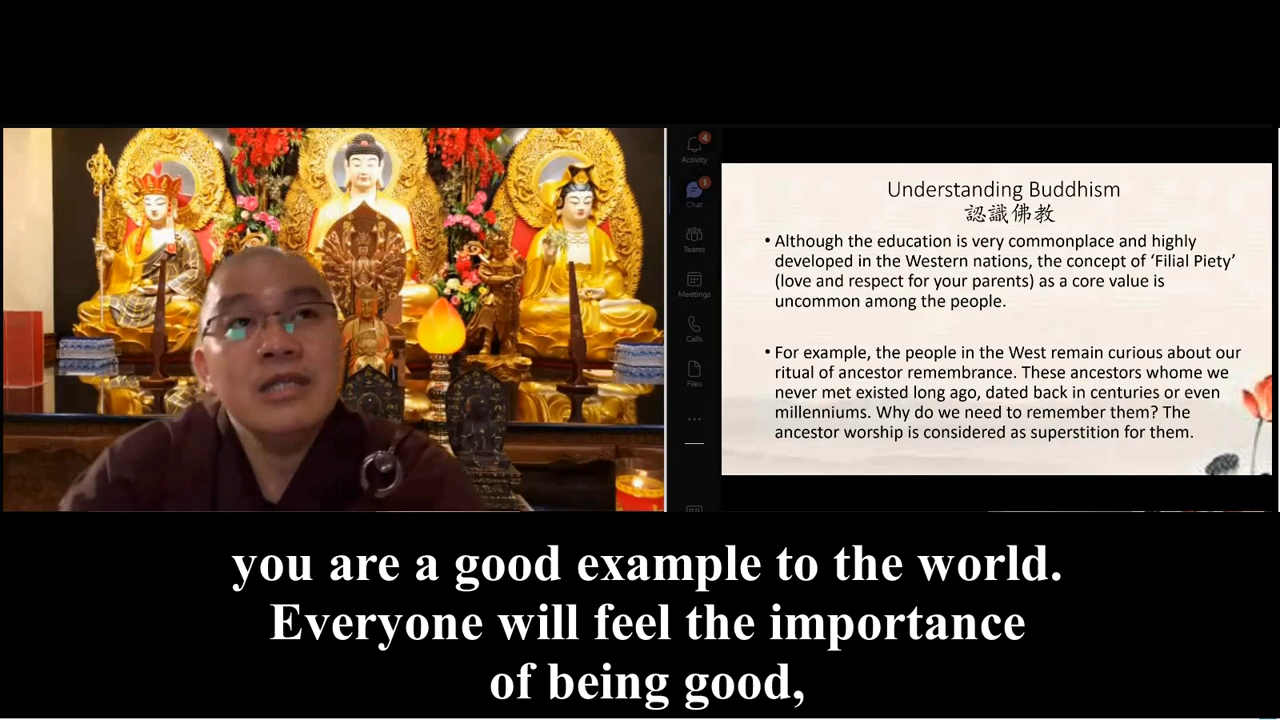 Activity
Chat
Teams
Meetings
Calls
Files
4
1
Understanding Buddhism
認識佛教
• Although the education is very commonplace and highly
developed in the Western nations, the concept of ‘Filial Piety’
(love and respect for your parents) as a core value is
uncommon among the people.
• For example, the people in the West remain curious about our
ritual of ancestor remembrance. These ancestors whome we
never met existed long ago, dated back in centuries or even
millenniums. Why do we need to remember them? The
ancestor worship is considered as superstition for them.
you are a good example to the world.
Everyone will feel the importance
of being good,